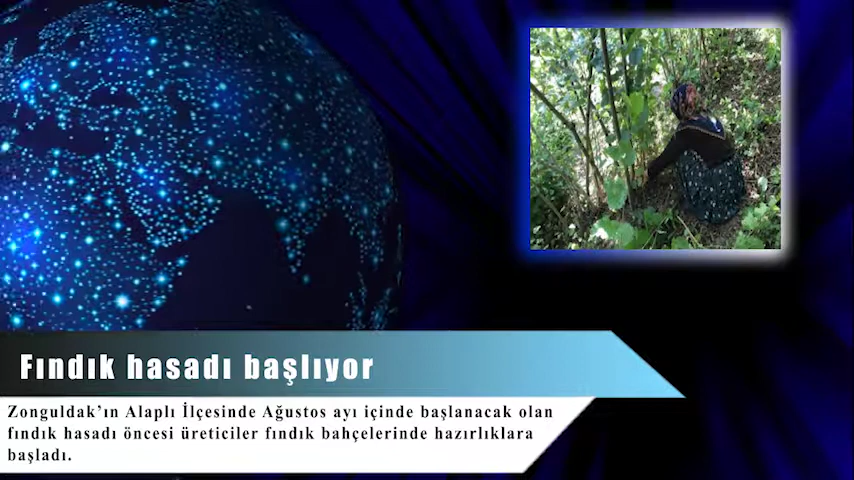 Fındık hasadı başlıyor
Zonguldak’ın Alaplı İlçesinde Ağustos ayı içinde başlanacak olan
fındık hasadı öncesi üreticiler fındık bahçelerinde hazırlıklara
başladı.